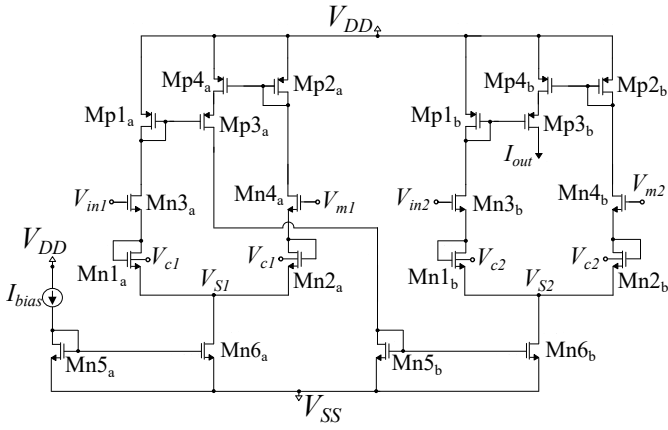 V_DD
Mp4_a
Mp2_a
Mp4_b
Mp2_b
Mp1_a
Mp3_a
Mp1_b
Mp3_b
I_out
V_in1
Mn3_a
Mn4_a
V_m1
V_in2
Mn3_b
Mn4_b
V_m2
V_DD
V_c1
V_c1
V_c2
V_c2
Mn1_a
V_S1
Mn2_a
Mn1_b
V_S2
Mn2_b
I_bias
Mn5_a
Mn6_a
Mn5_b
Mn6_b
V_SS